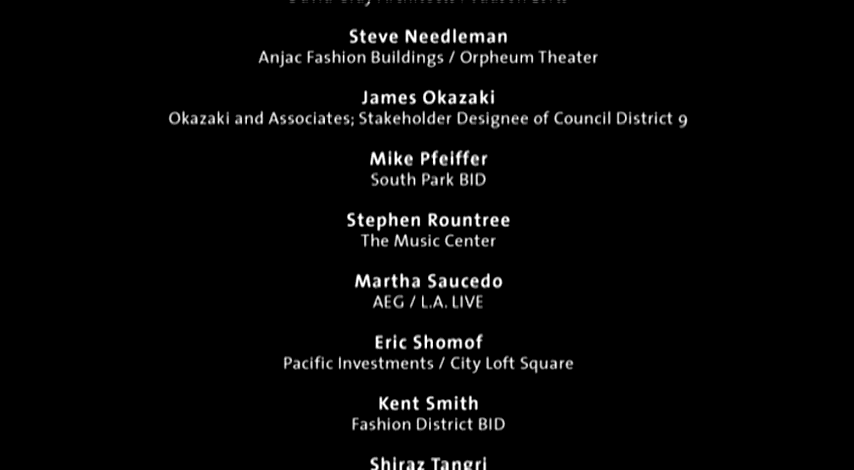 Steve Needleman
Anjac Fashion Buildings / Orpheum Theater
James Okazaki
Okazaki and Associates; Stakeholder Designee of Council District 9
Mike Pfeiffer
South Park BID
Stephen Rountree
The Music Center
Martha Saucedo
AEG / L.A. LIVE
Eric Shomof
Pacific Investments / City Loft Square
Kent Smith
Fashion District BID
Shiraz Tangri